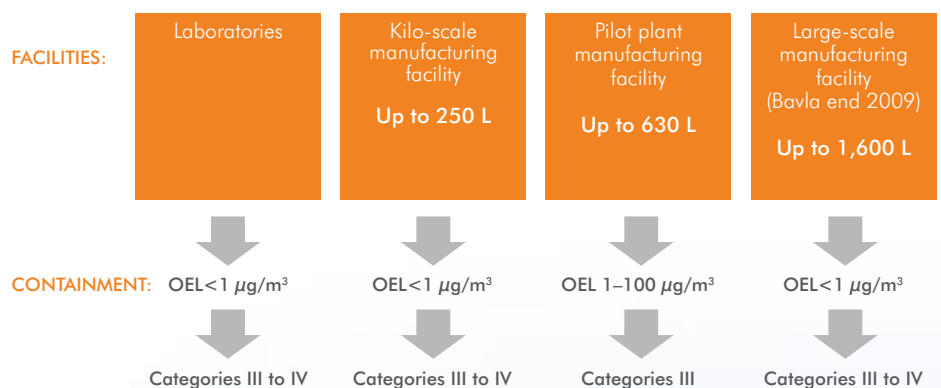 FACILITIES:
Laboratories
Kilo-scale
manufacturing
facility
Up to 250 L
Pilot plant
manufacturing
facility
Up to 630 L
Large-scale
manufacturing
facility
(Bavla end 2009)
Up to 1,600 L
CONTAINMENT:
OEL<1 µg/m³
OEL<1 µg/m³
OEL 1–100 µg/m³
OEL<1 µg/m³
Categories III to IV
Categories III to IV
Categories III
Categories III to IV